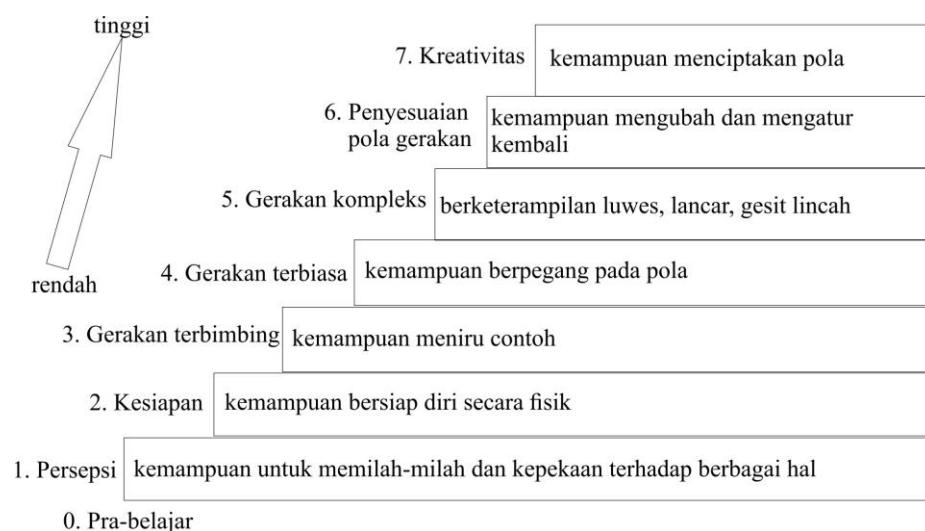 tinggi
7. Kreativitas
kemampuan menciptakan pola
6. Penyesuaian
pola gerakan
kemampuan mengubah dan mengatur
kembali
5. Gerakan kompleks
berketerampilan luwes, lancar, gesit lincah
4. Gerakan terbiasa
kemampuan berpegang pada pola
rendah
3. Gerakan terbimbing
kemampuan meniru contoh
2. Kesiapan
kemampuan bersiap diri secara fisik
1. Persepsi
kemampuan untuk memilah-milah dan kepekaan terhadap berbagai hal
0. Pra-belajar